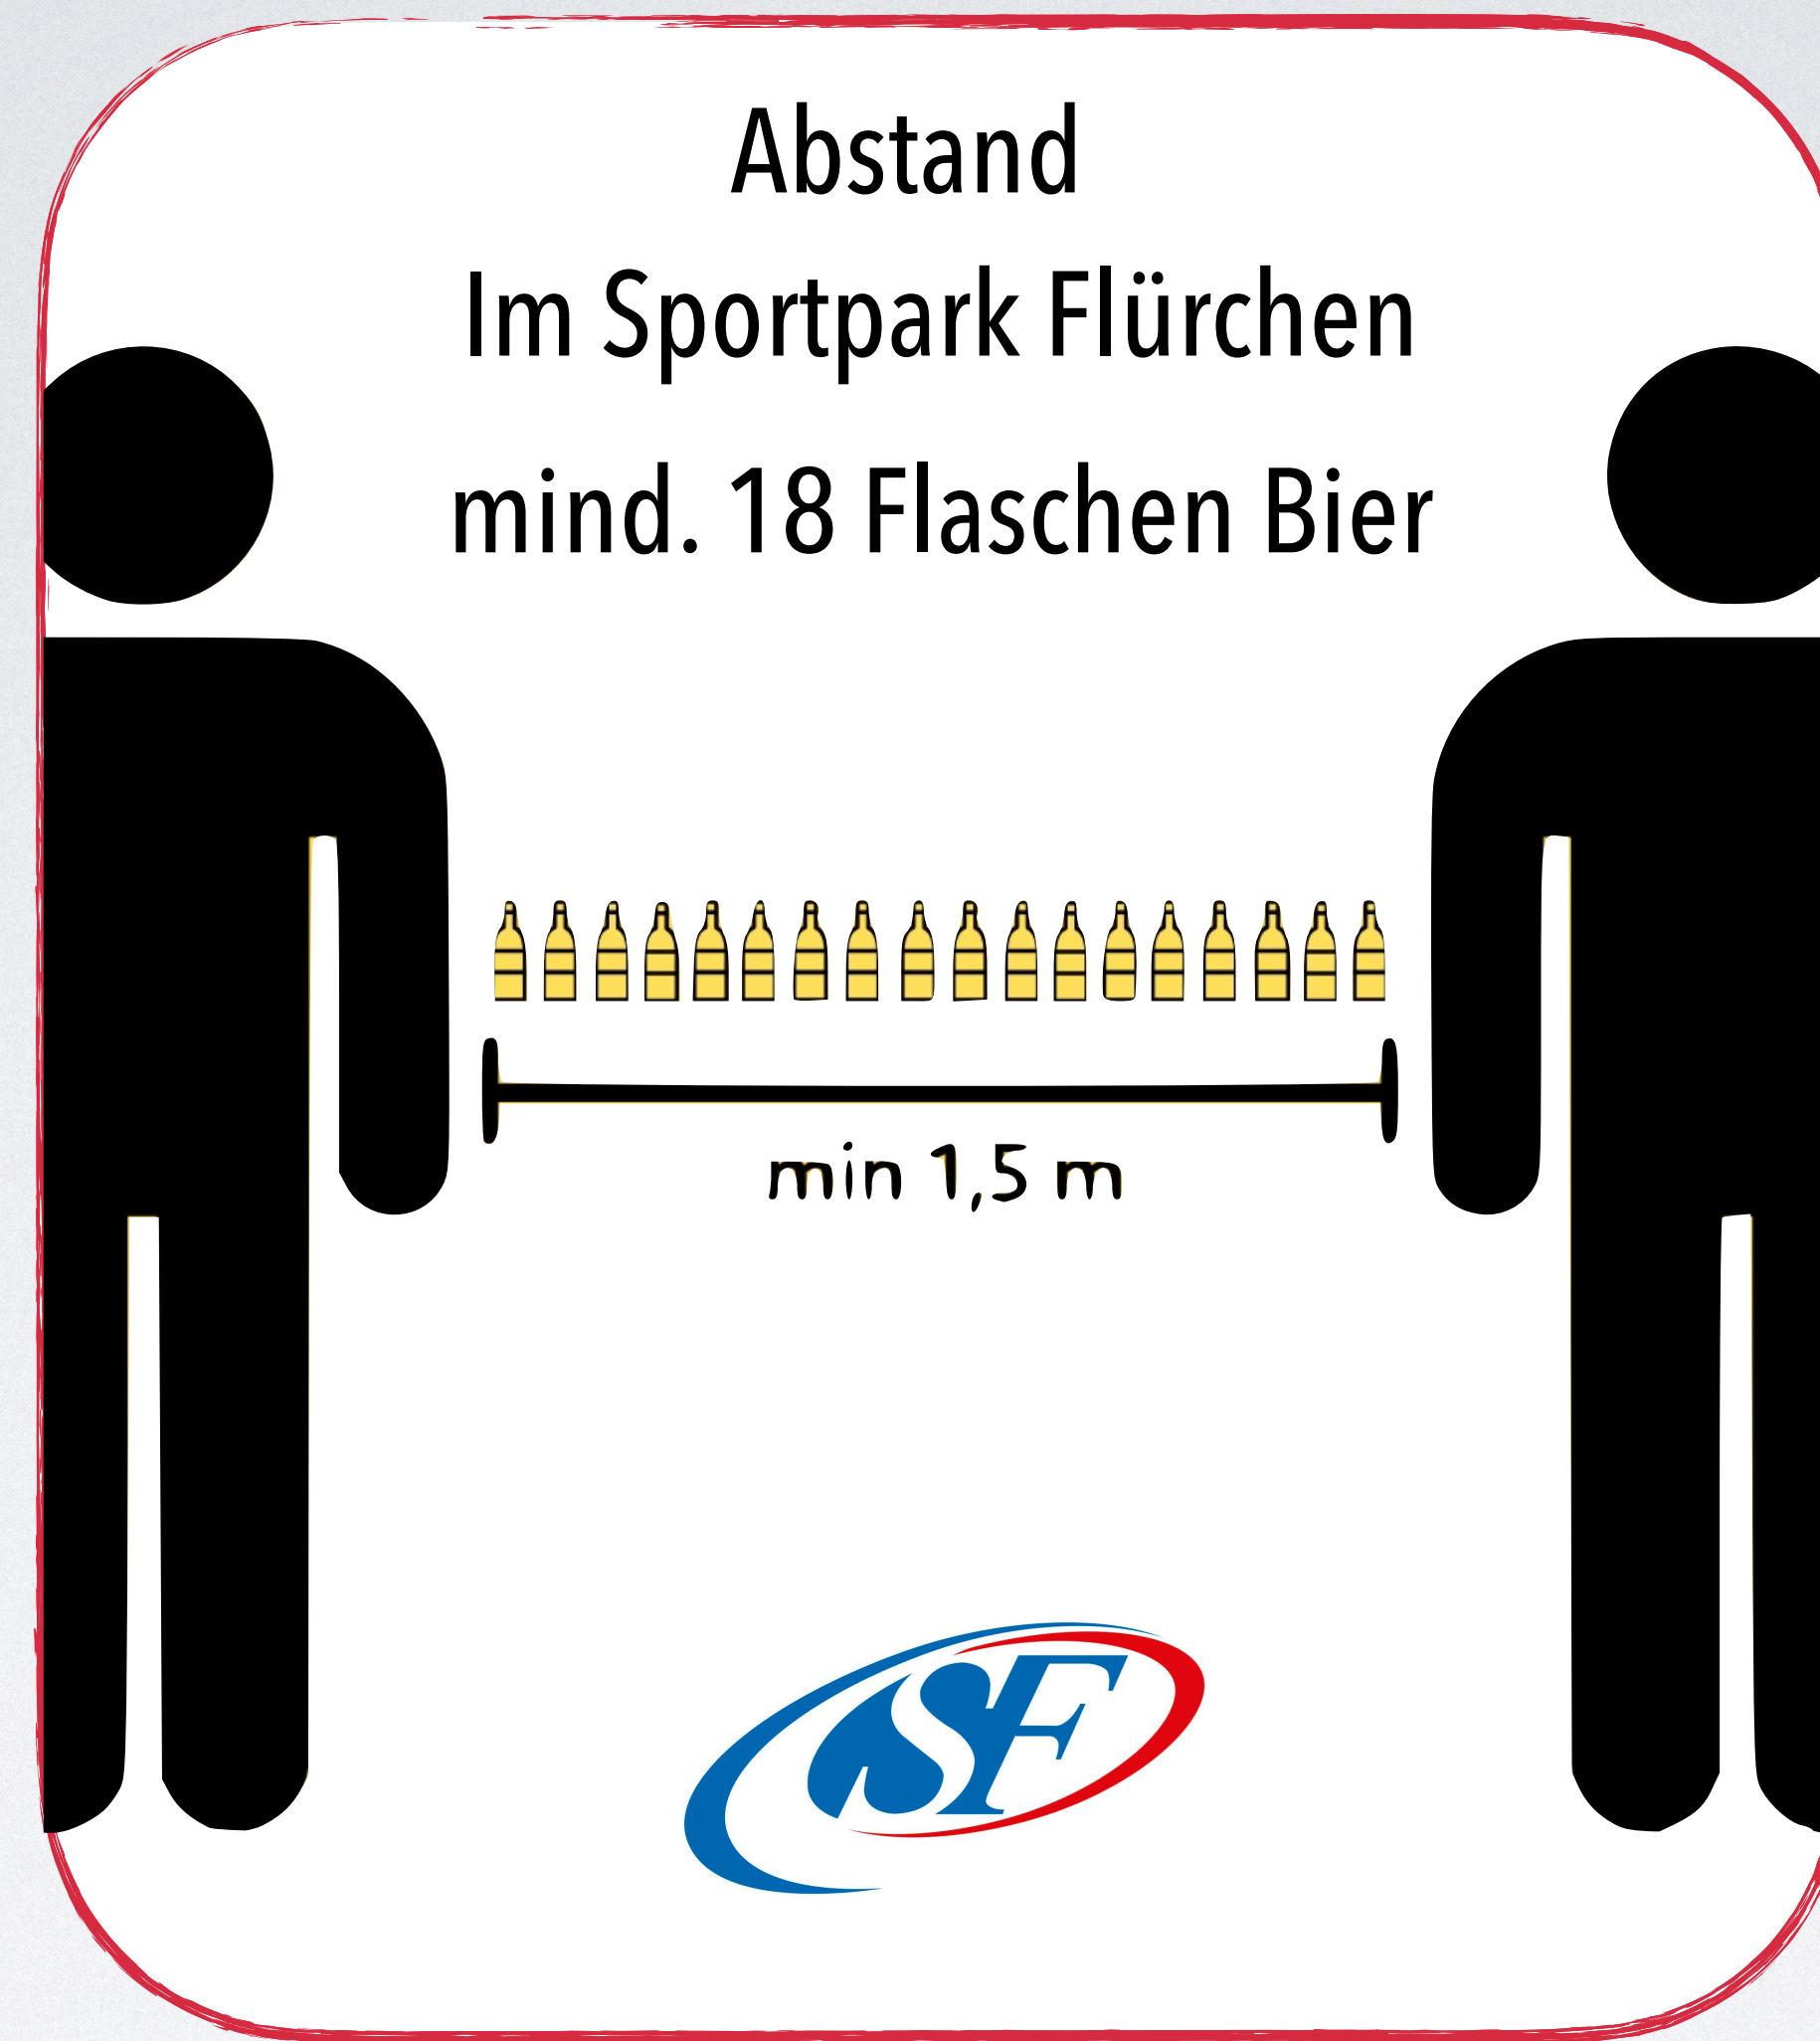 Abstand
Im Sportpark Flürchen
mind. 18 Flaschen Bier
min 1,5 m
SF